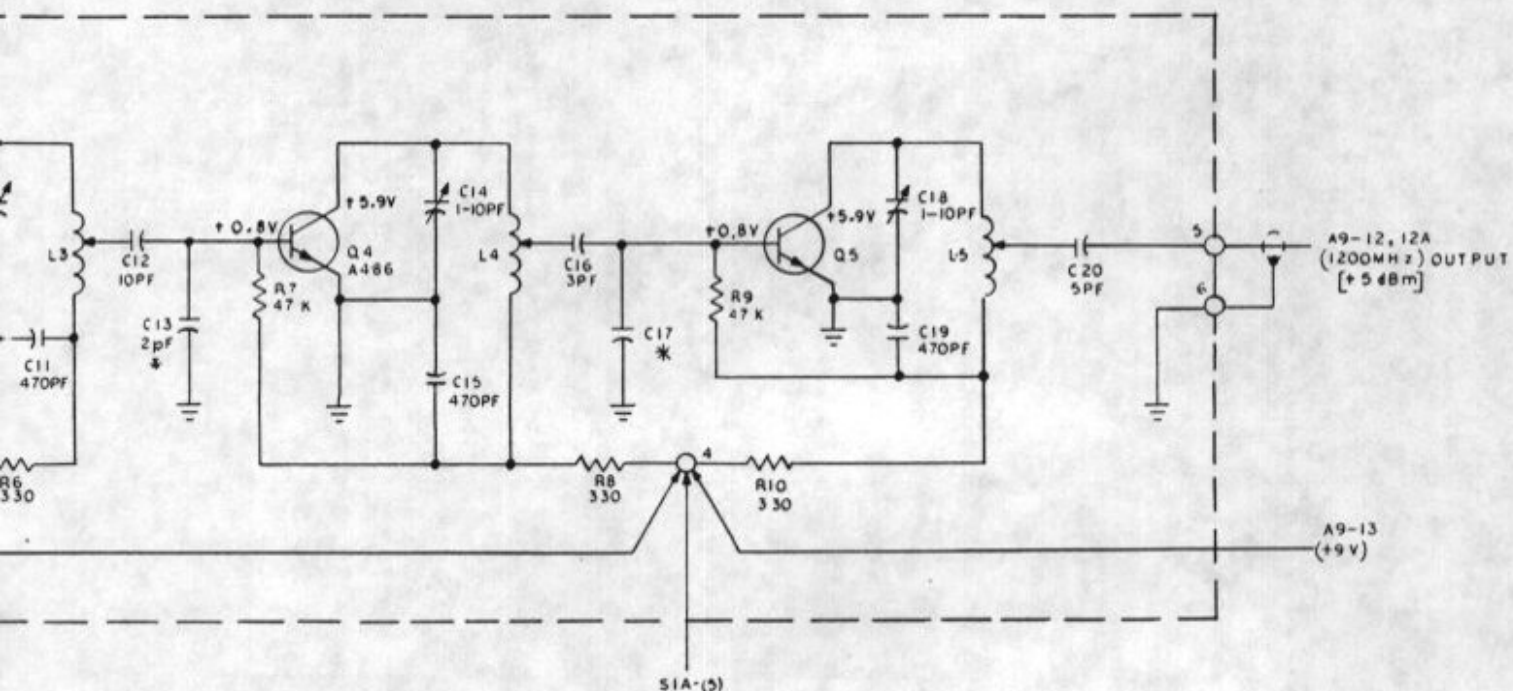 C14
1-10PF
+5.9V
+0.8V
Q4
A486
L3
C12
10PF
R7
47K
C13
2pF
*
C11
470PF
C15
470PF
R6
330
L4
C16
3PF
C17
*
R8
330
4
+0.8V
+5.9V
C18
1-10PF
Q5
R9
47K
C19
470PF
L5
C20
5PF
R10
330
5
6
A9-12, 12A
(1200MHz) OUTPUT
[+5 dBm]
A9-13
(+9V)
S1A-(5)